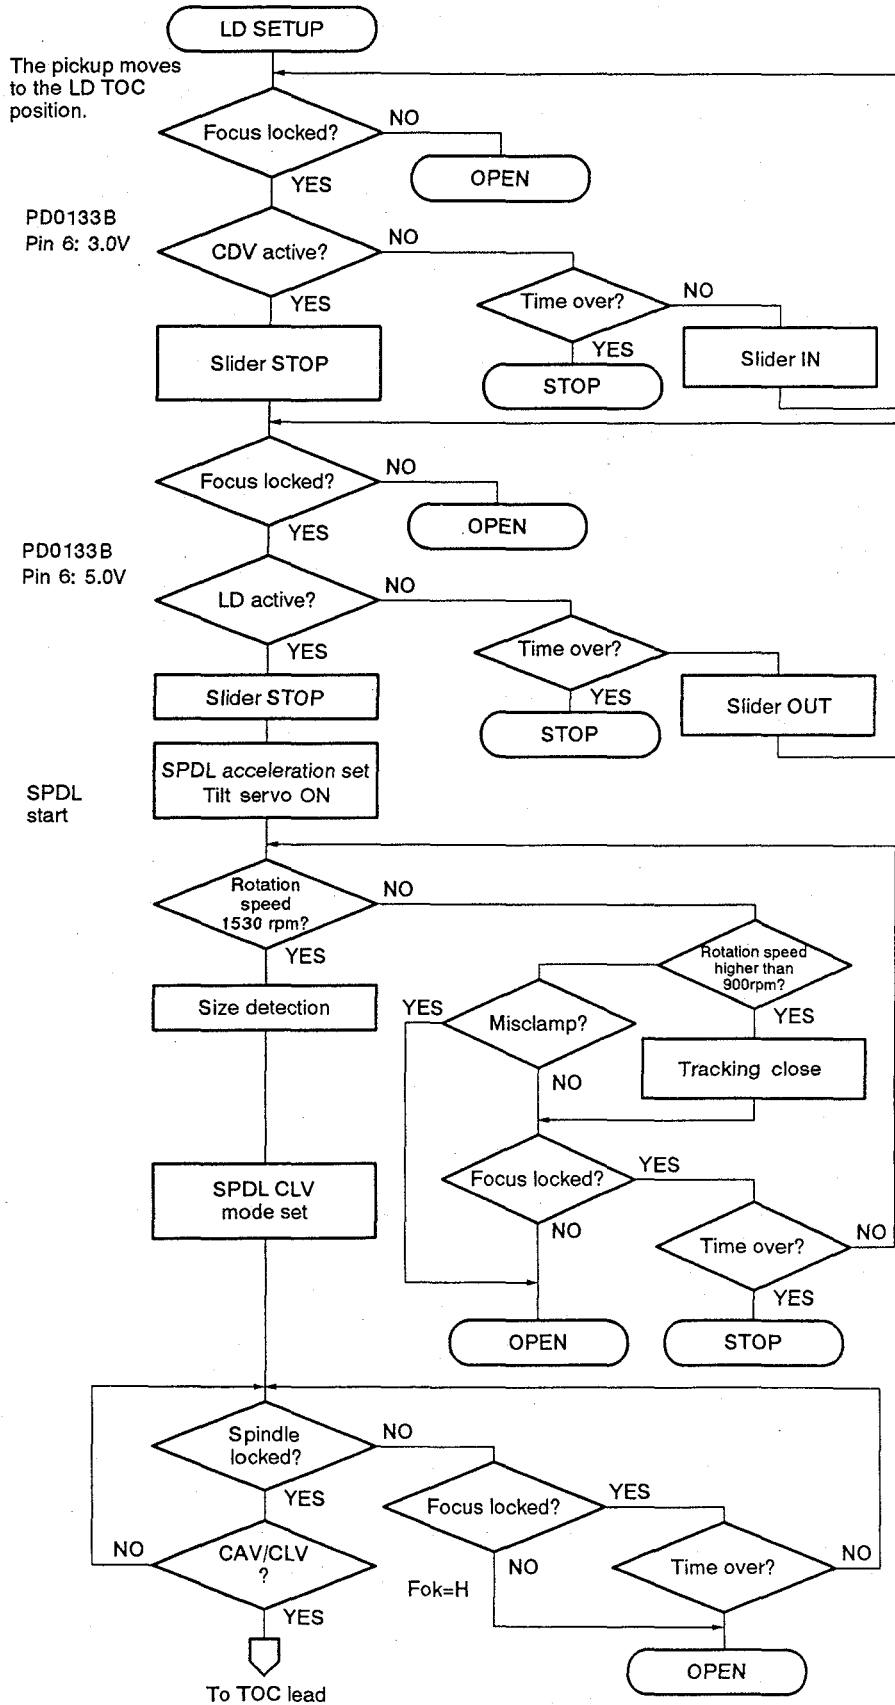 LD SETUP
The pickup moves
to the LD TOC
position.
Focus locked?
NO
OPEN
YES
PD0133B
Pin 6: 3.0V
CDV active?
NO
YES
Time over?
NO
YES
Slider STOP
STOP
Slider IN
Focus locked?
NO
OPEN
YES
PD0133B
Pin 6: 5.0V
LD active?
NO
YES
Time over?
YES
Slider STOP
STOP
Slider OUT
SPDL acceleration set
Tilt servo ON
SPDL
start
Rotation
speed
1530 rpm?
NO
YES
Rotation speed
higher than
900rpm?
YES
Size detection
YES
Misclamp?
NO
Tracking close
SPDL CLV
mode set
Focus locked?
YES
NO
Time over?
NO
YES
OPEN
STOP
Spindle
locked?
NO
YES
Focus locked?
YES
NO
Fok=H
Time over?
NO
CAV/CLV
?
NO
YES
OPEN
To TOC lead